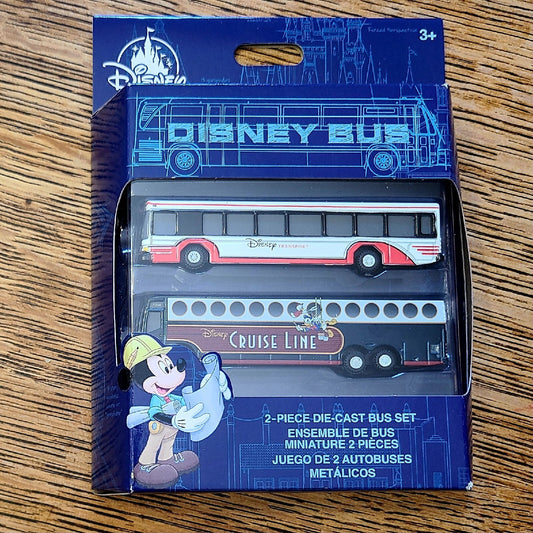 Disney
3+
DISNEY BUS
Disney TRANSPORT
Disney CRUISE LINE
2-PIECE DIE-CAST BUS SET
ENSEMBLE DE BUS
MINIATURE 2 PIÈCES
JUEGO DE 2 AUTOBUSES
METÁLICOS